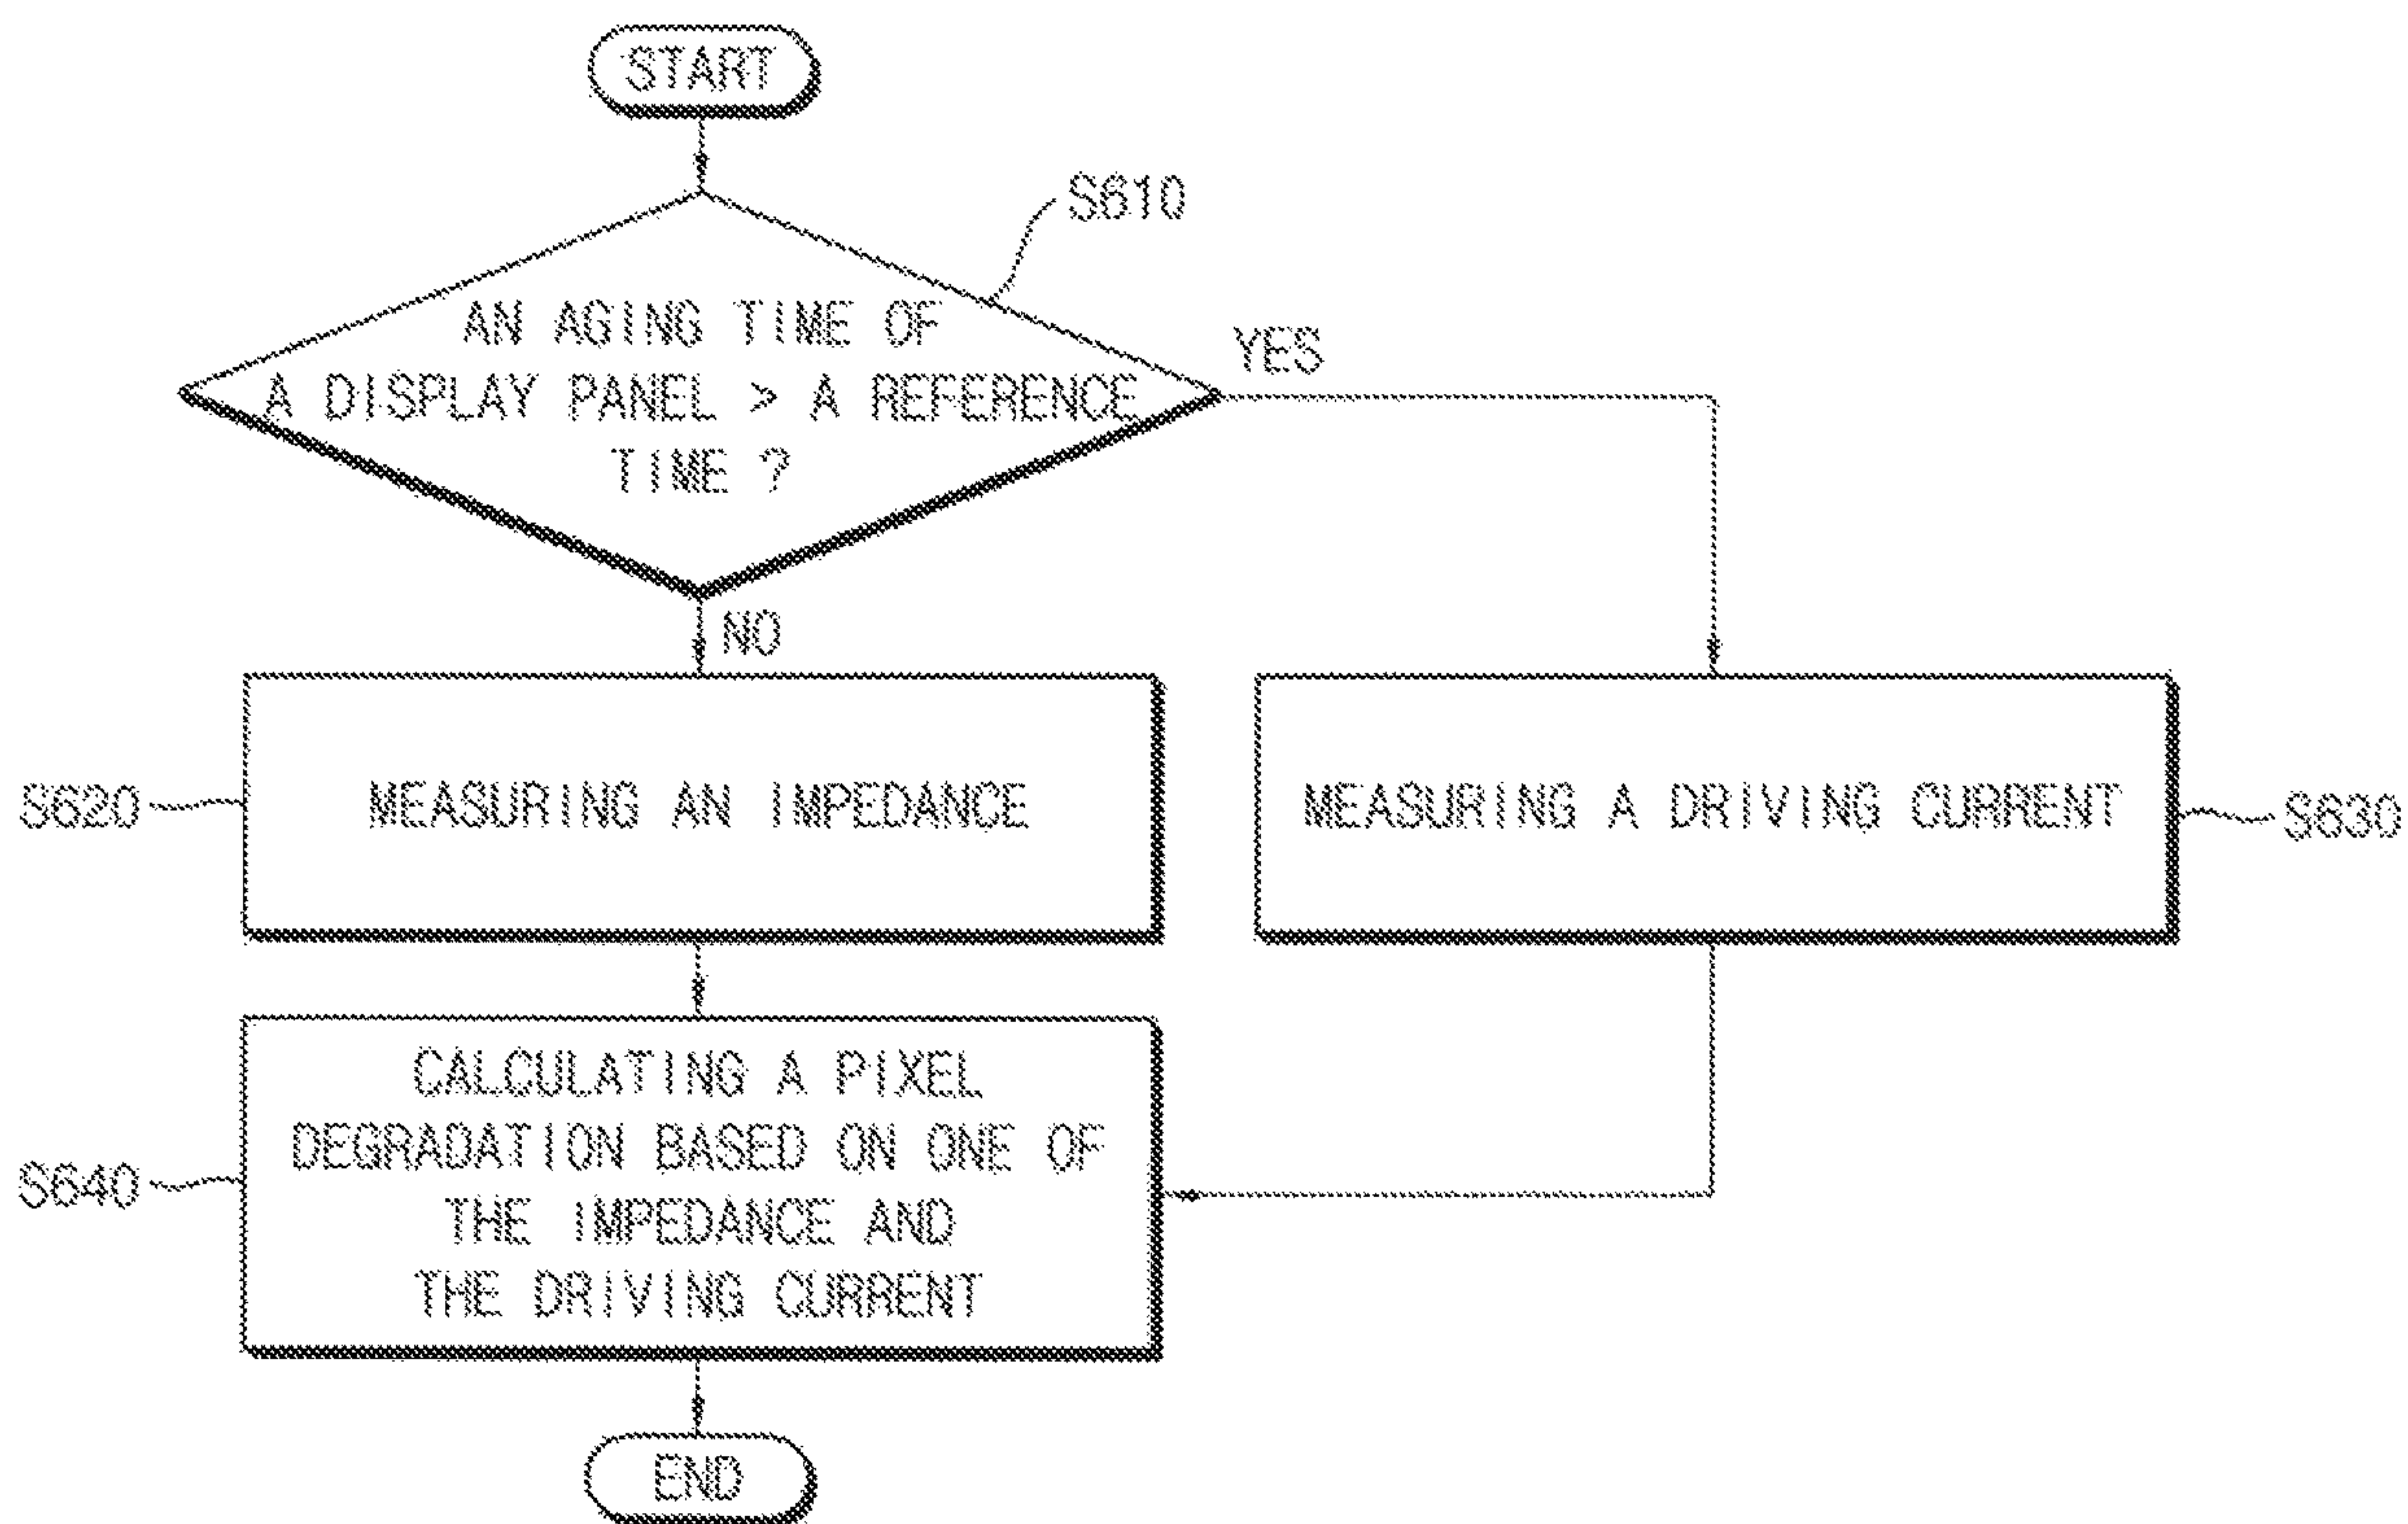 START
S610
AN AGING TIME OF
A DISPLAY PANEL > A REFERENCE
TIME ?
YES
NO
S620
MEASURING AN IMPEDANCE
MEASURING A DRIVING CURRENT
S630
S640
CALCULATING A PIXEL
DEGRADATION BASED ON ONE OF
THE IMPEDANCE AND
THE DRIVING CURRENT
END